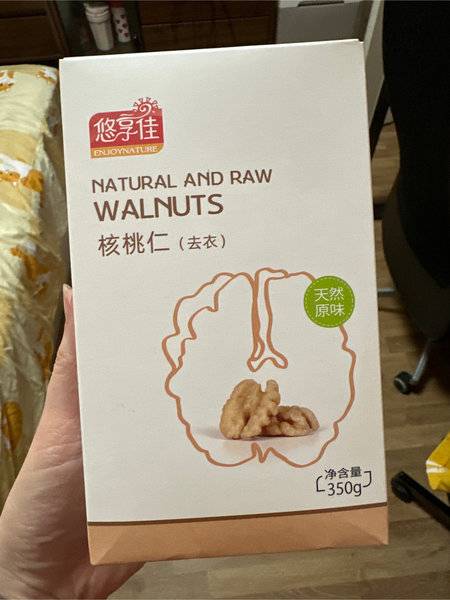 悠享佳
ENJOYNATURE
NATURAL AND RAW
WALNUTS
核桃仁（去衣）
天然
原味
净含量
350g